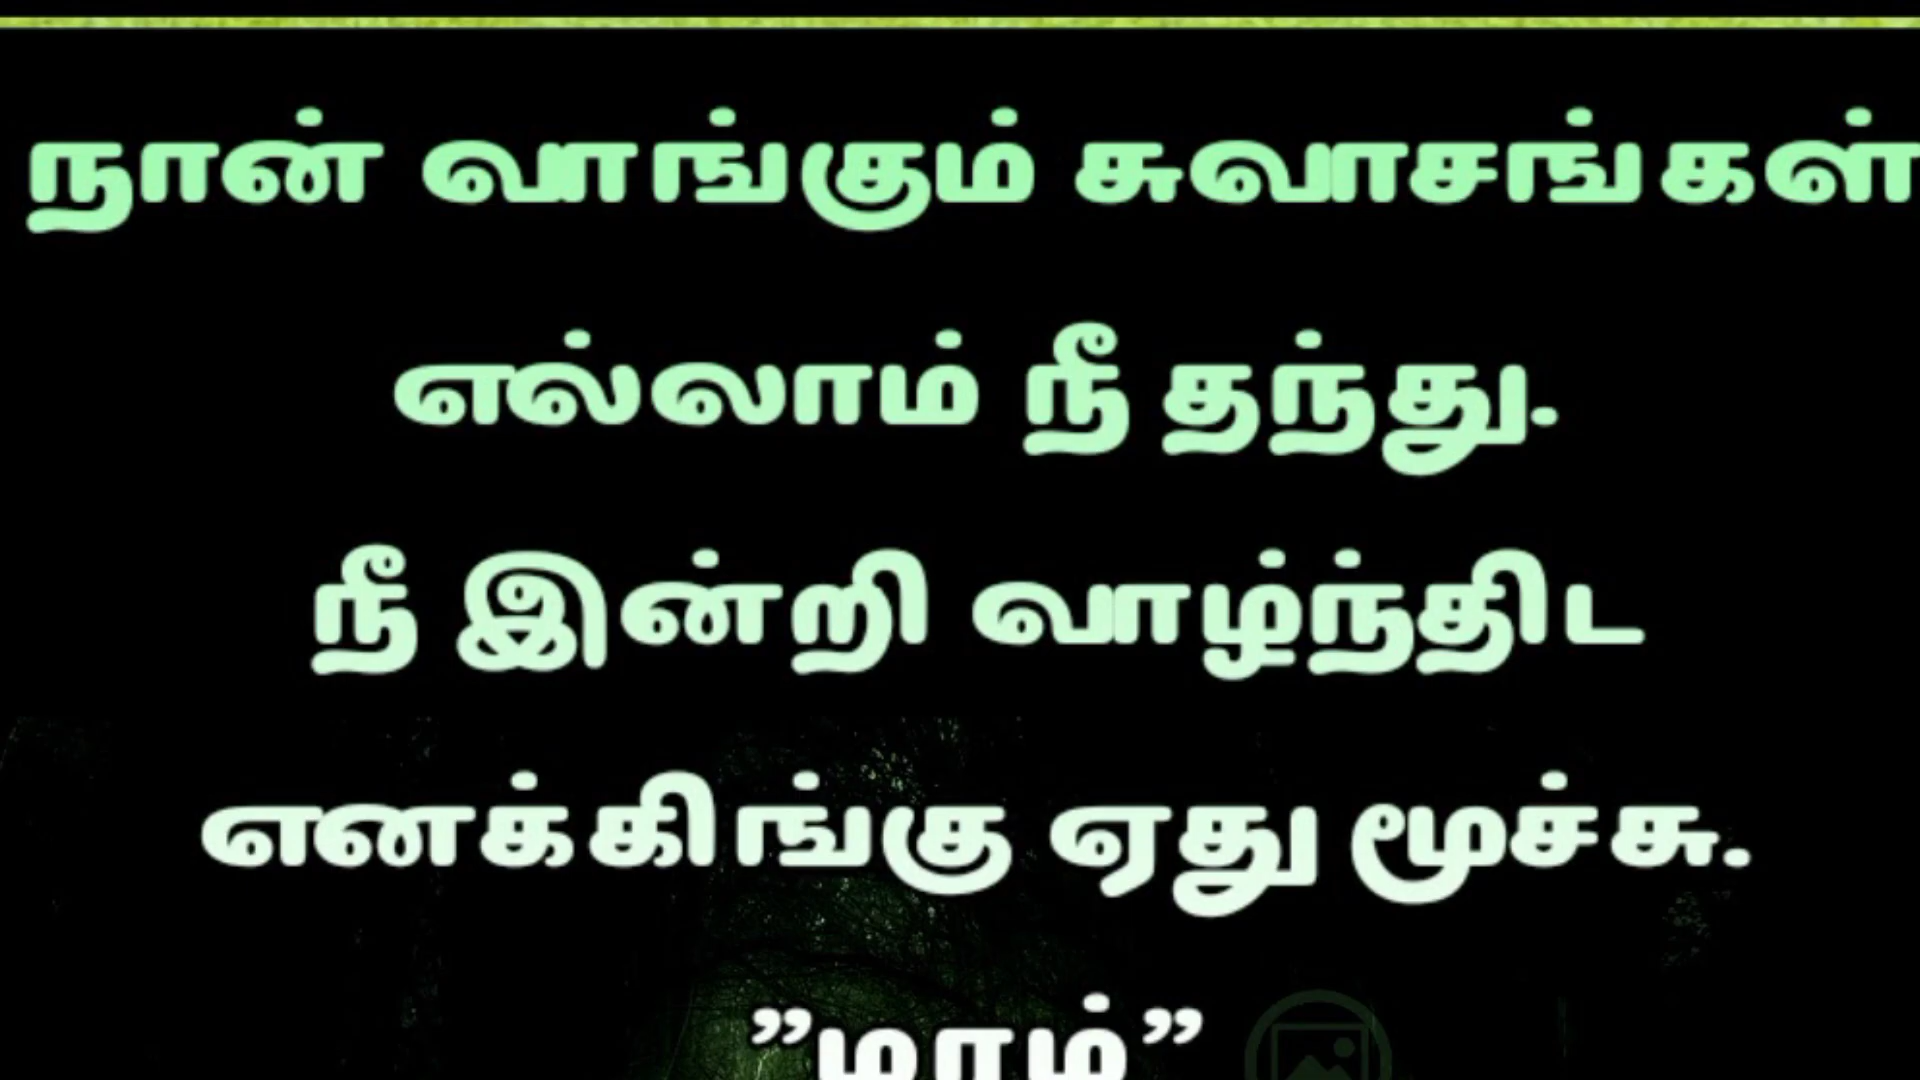 நான் வாங்கும் சுவாசங்கள்
எல்லாம் நீ தந்து.
நீ இன்றி வாழ்ந்திட
எனக்கிங்கு ஏது மூச்சு.
”மரம்”